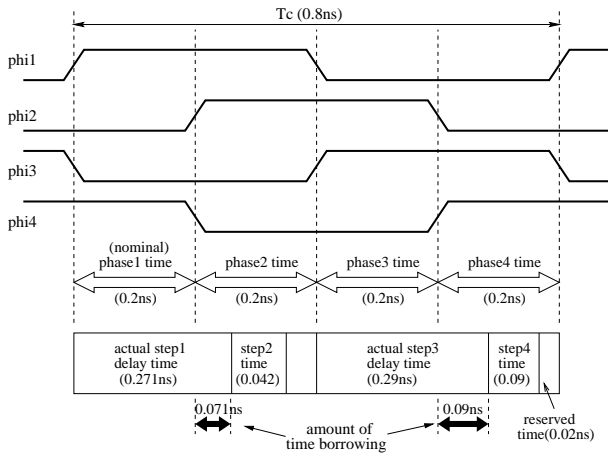 Tc (0.8ns)
phi1
phi2
phi3
phi4
(nominal)
phase1 time
phase2 time
phase3 time
phase4 time
(0.2ns)
(0.2ns)
(0.2ns)
(0.2ns)
actual step1
delay time
(0.271ns)
step2
time
(0.042)
actual step3
delay time
(0.29ns)
step4
time
(0.09)
0.071ns
amount of
time borrowing
0.09ns
reserved
time(0.02ns)